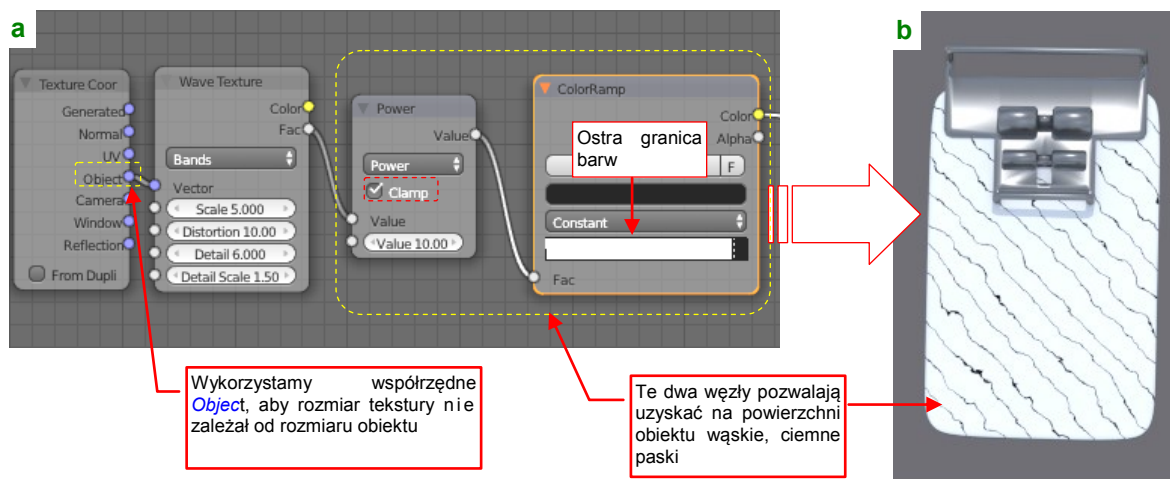 a
b
Texture Coor
Generated
Normal
UV
Object
Camera
Window
Reflection
From Dupli
Wave Texture
Color
Fac
Bands
Vector
Scale 5.000
Distortion 10.00
Detail 6.000
Detail Scale 1.50
Power
Value
Power
Clamp
Value
Value 10.00
ColorRamp
Color
Alpha
F
Constant
Fac
Ostra granica
barw
Wykorzystamy współrzędne
Object, aby rozmiar tekstury nie
zależał od rozmiaru obiektu
Te dwa węzły pozwalają
uzyskać na powierzchni
obiektu wąskie, ciemne
paski